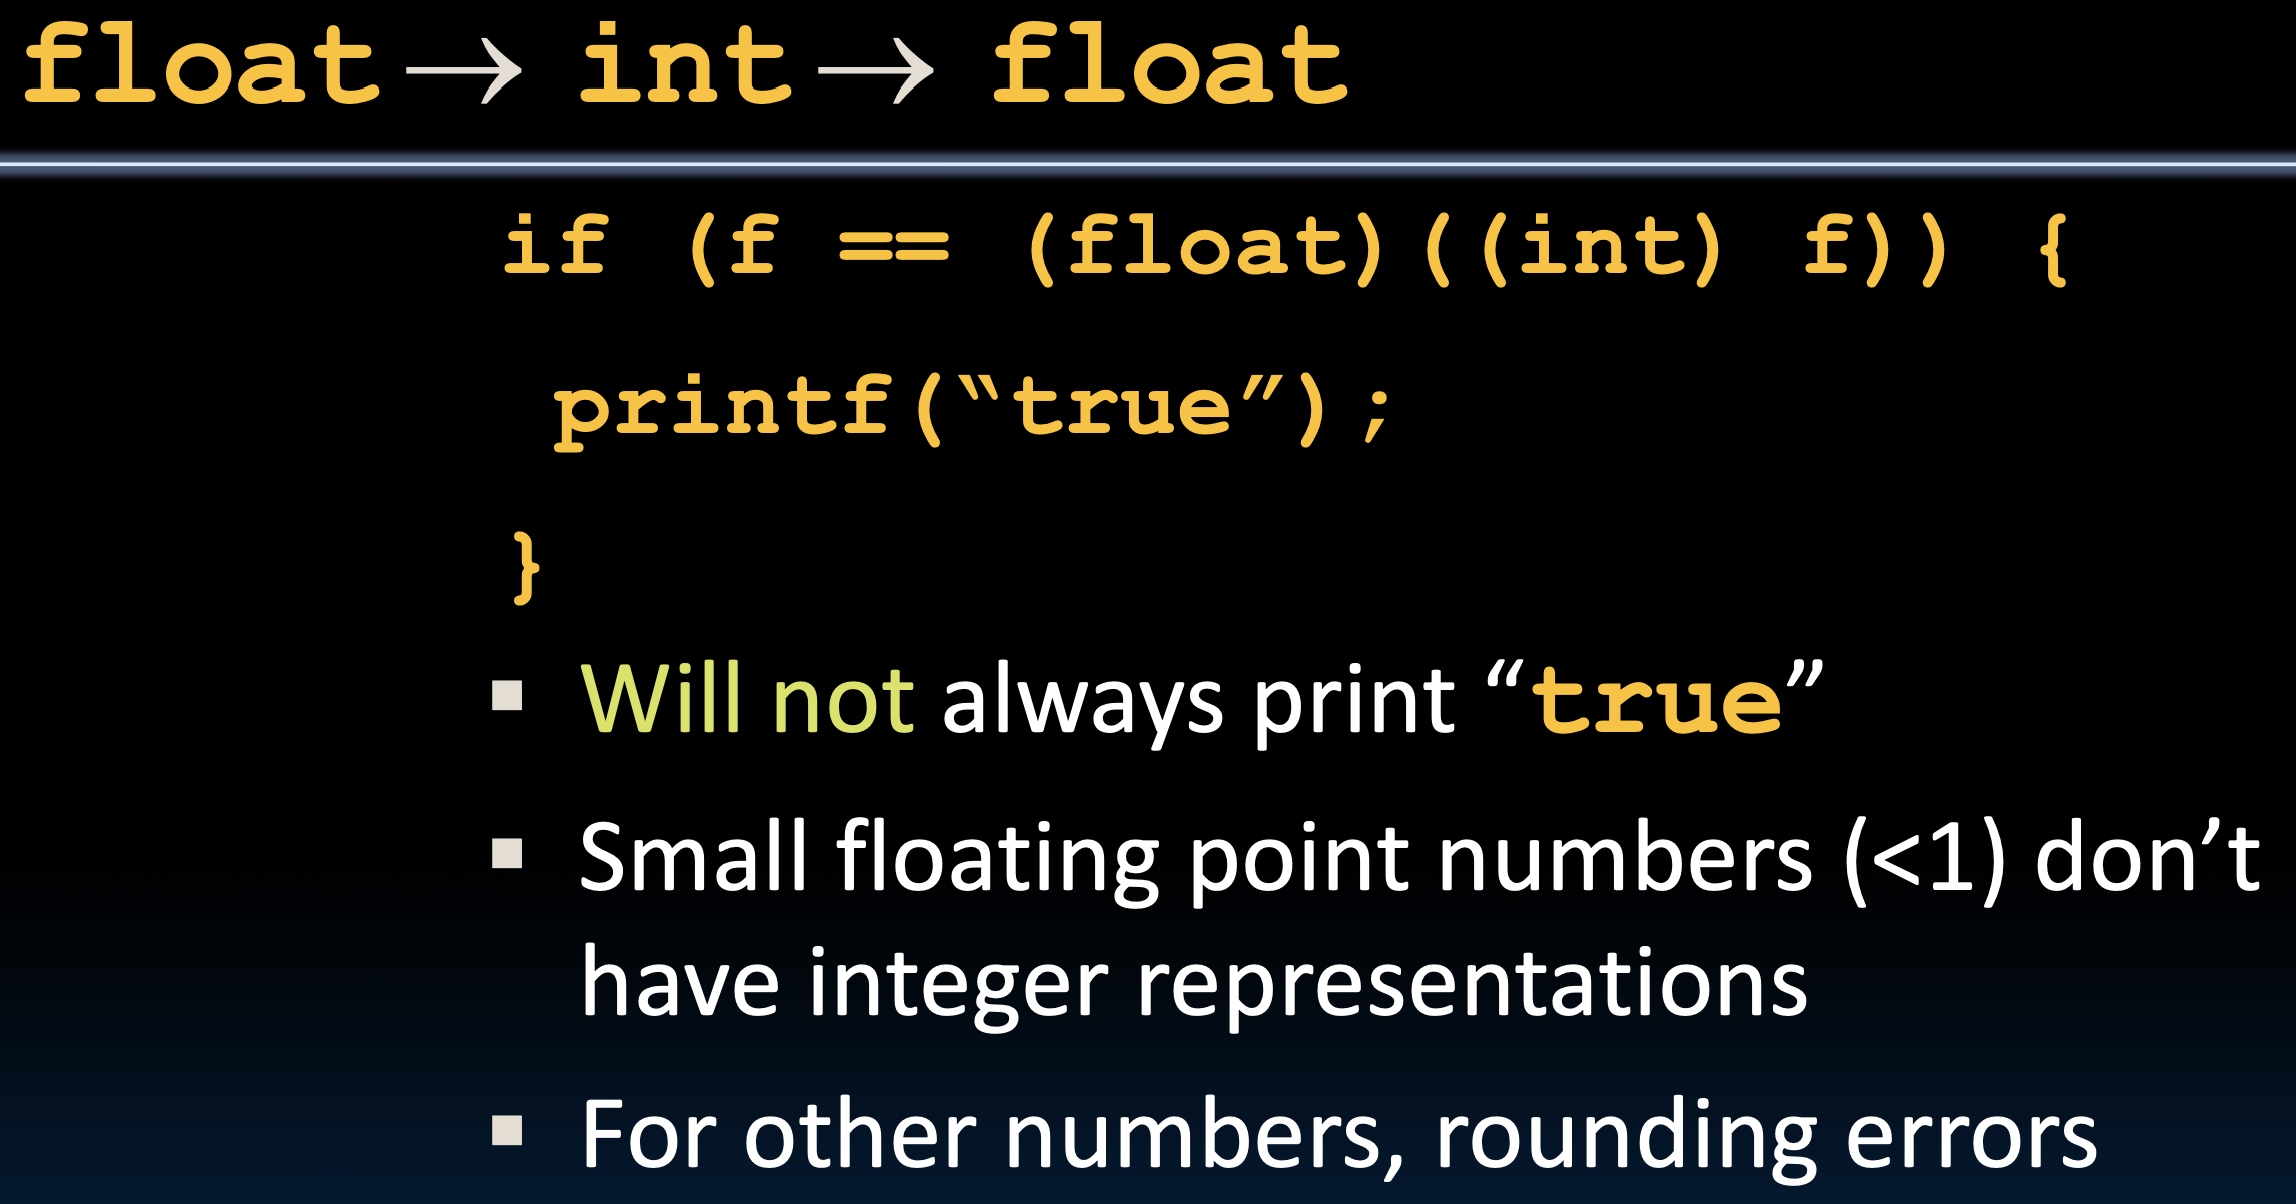 float→ int→ float
if (f == (float)((int) f)) {
printf(“true”);
}
▪ Will not always print “true”
▪ Small floating point numbers (<1) don’t
have integer representations
▪ For other numbers, rounding errors